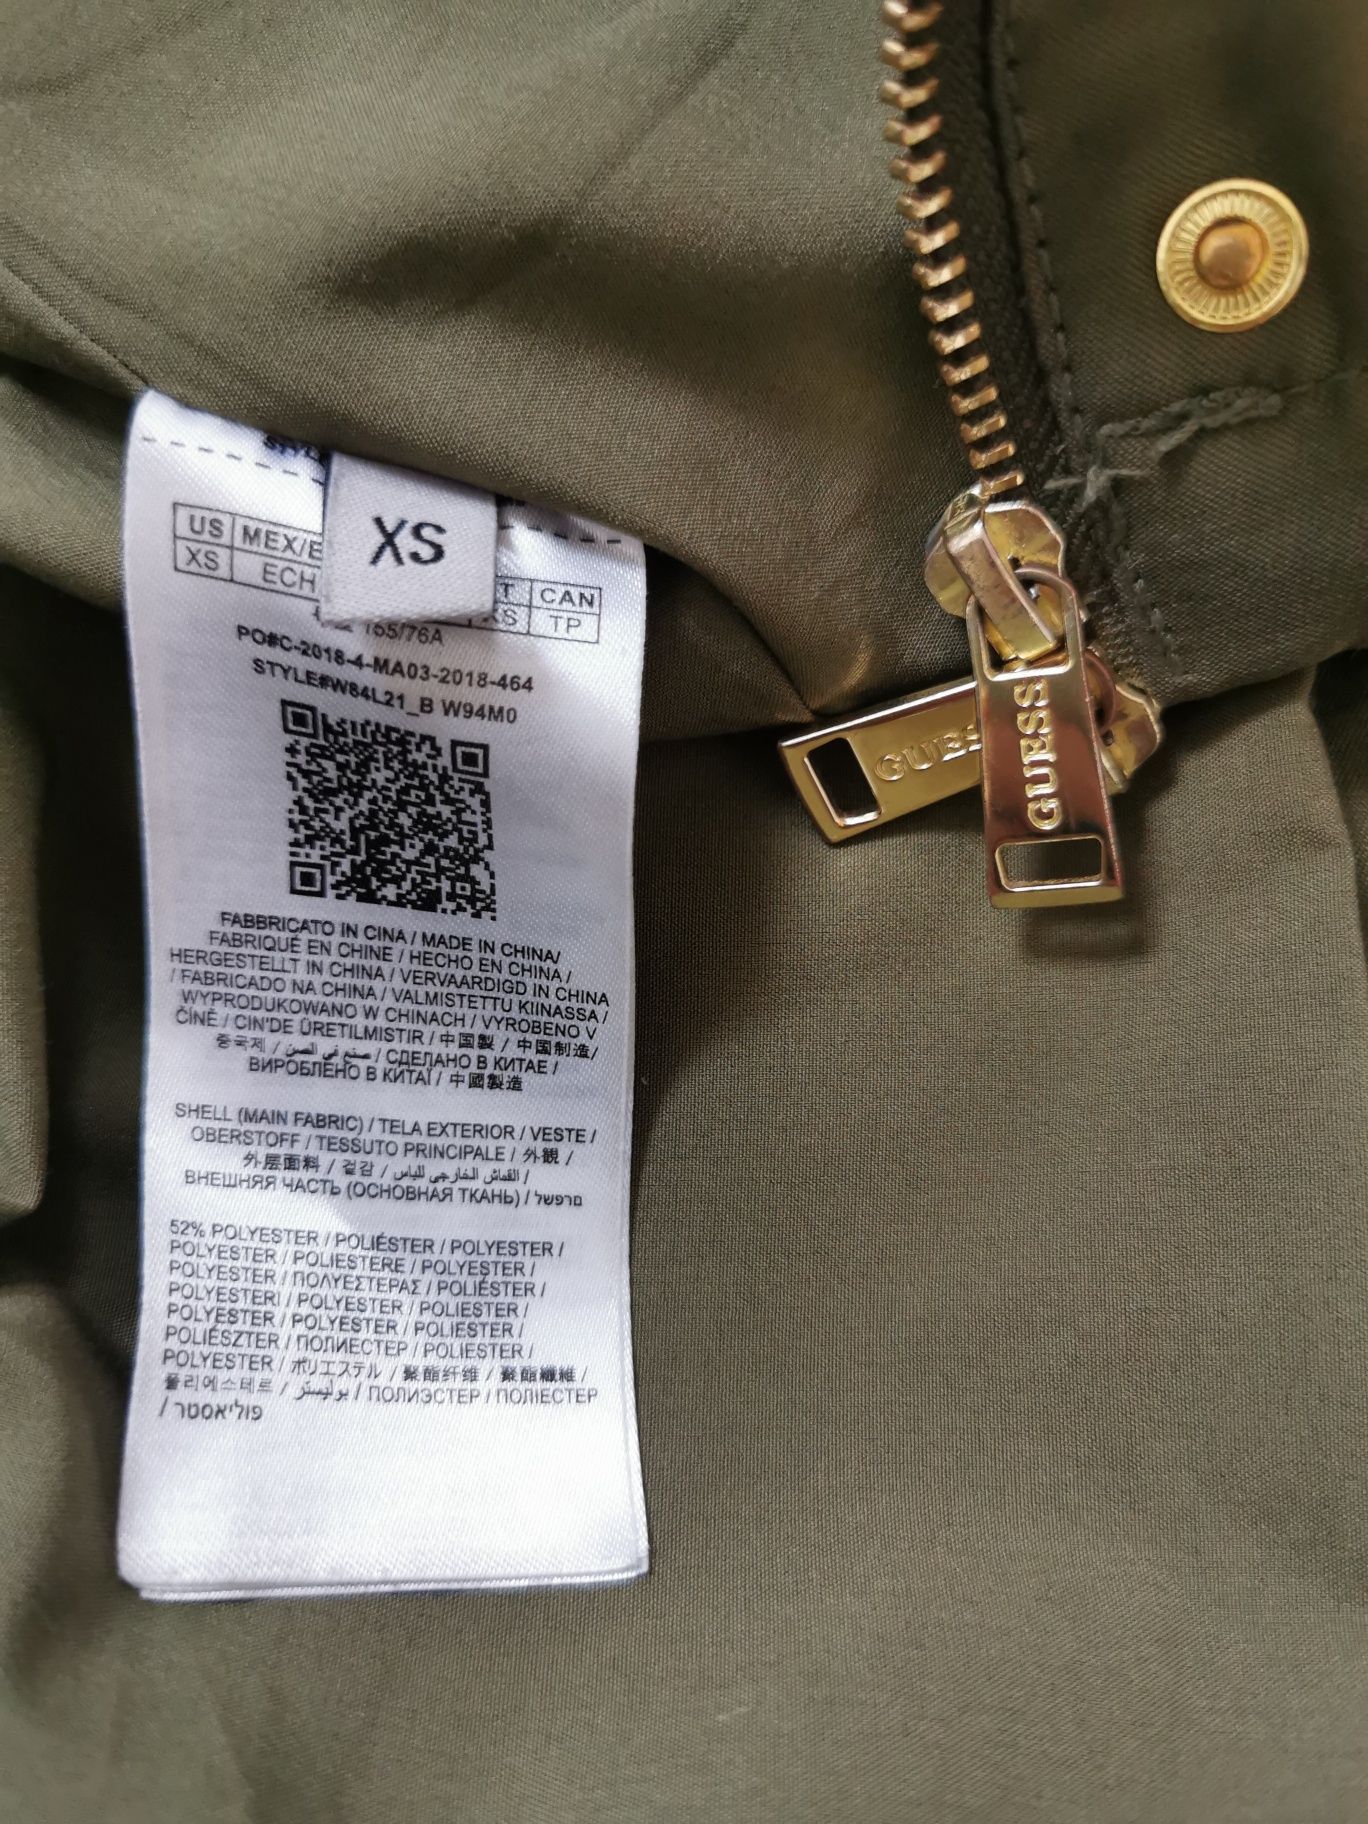 XS
US MEX/E CAN
XS ECH XS TP
155/76A
PO#C-2018-4-MA03-2018-464
STYLE#W84L21_B W94M0
GUESS
GUESS
FABBRICATO IN CINA / MADE IN CHINA/
FABRIQUÉ EN CHINE / HECHO EN CHINA /
HERGESTELLT IN CHINA / VERVAARDIGD IN CHINA
/ FABRICADO NA CHINA / VALMISTETTU KIINASSA /
WYPRODUKOWANO W CHINACH / VYROBENO V
ČÍNĚ / CIN'DE ÜRETILMISTIR / 中国製 / 中国制造/
중국제 / صنع في الصين / СДЕЛАНО В КИТАЕ /
ВИРОБЛЕНО В КИТАЇ / 中國製造
SHELL (MAIN FABRIC) / TELA EXTERIOR / VESTE /
OBERSTOFF / TESSUTO PRINCIPALE / 外観 /
外层面料 / 겉감 / القماش الخارجي للباس /
ВНЕШНЯЯ ЧАСТЬ (ОСНОВНАЯ ТКАНЬ) /
52% POLYESTER / POLIÉSTER / POLYESTER /
POLYESTER / POLIESTERE / POLYESTER /
POLYESTER / ΠΟΛΥΕΣΤΕΡΑΣ / POLIÉSTER /
POLYESTERI / POLYESTER / POLIESTER /
POLYESTER / POLYESTER / POLIESTER /
POLIÉSZTER / ПОЛИЕСТЕР / POLIESTER /
POLYESTER / ポリエステル / 聚酯纤维 / 聚酯纖維 /
폴리에스테르 / بوليستر / ПОЛИЭСТЕР / ПОЛІЕСТЕР
/ פוליאסטר